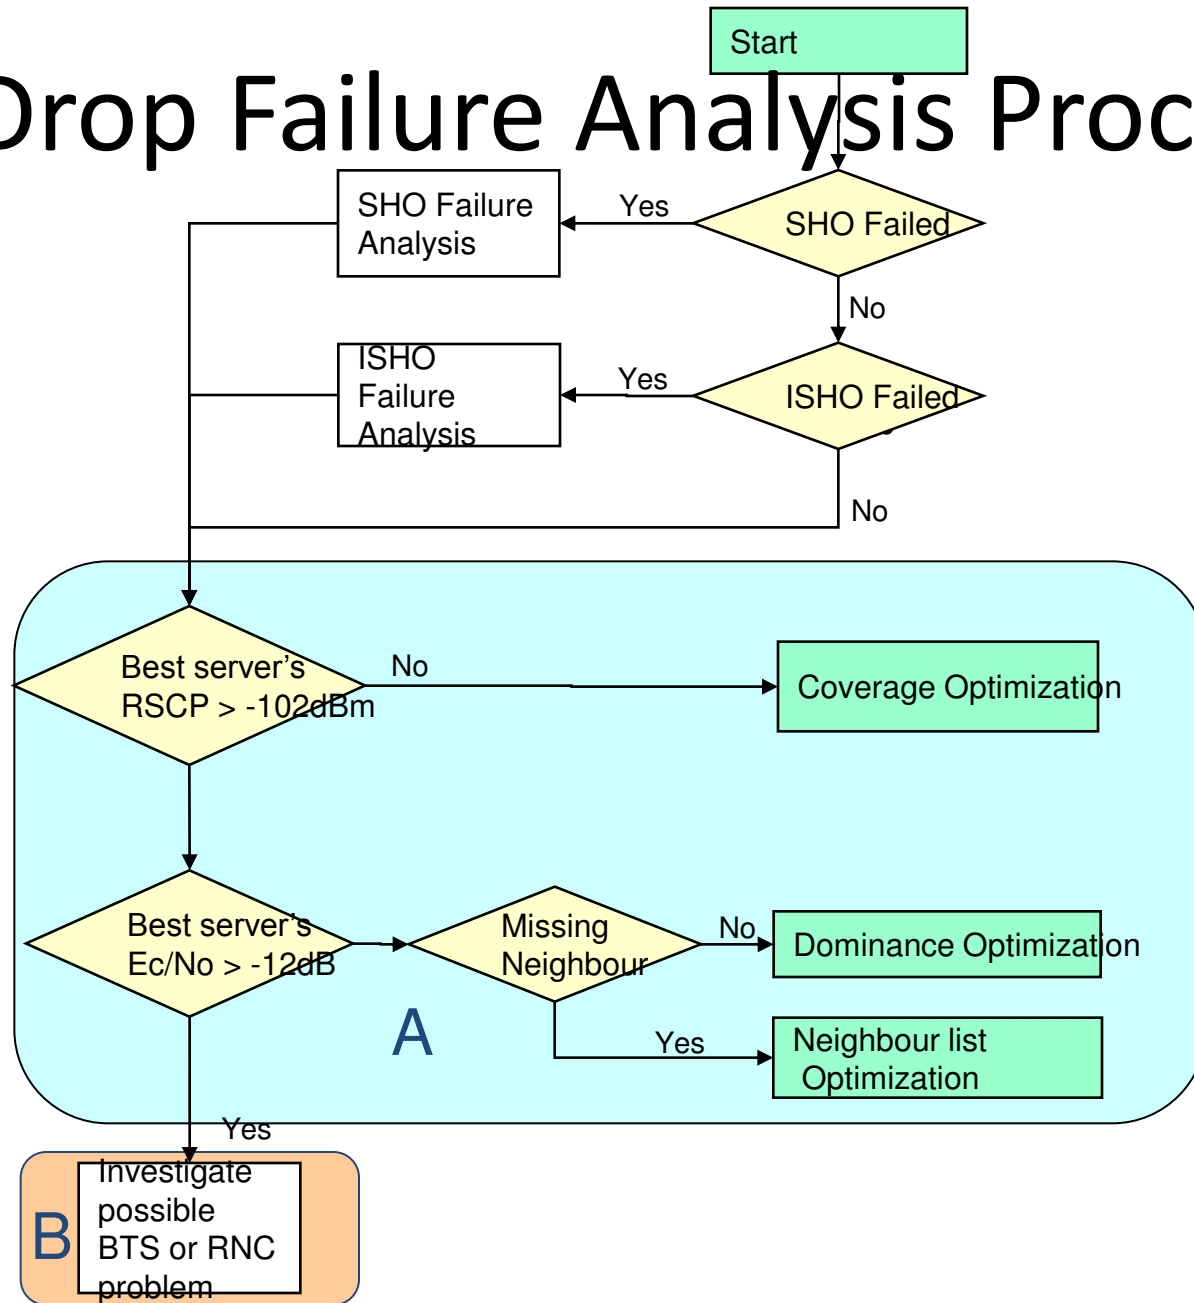 Start
Drop Failure Analysis Proc
SHO Failure
Analysis
Yes
SHO Failed
No
ISHO
Failure
Analysis
Yes
ISHO Failed
No
Best server's
RSCP > -102dBm
No
Coverage Optimization
Best server's
Ec/No > -12dB
Missing
Neighbour
No
Dominance Optimization
A
Yes
Neighbour list
Optimization
Yes
B
Investigate
possible
BTS or RNC
problem